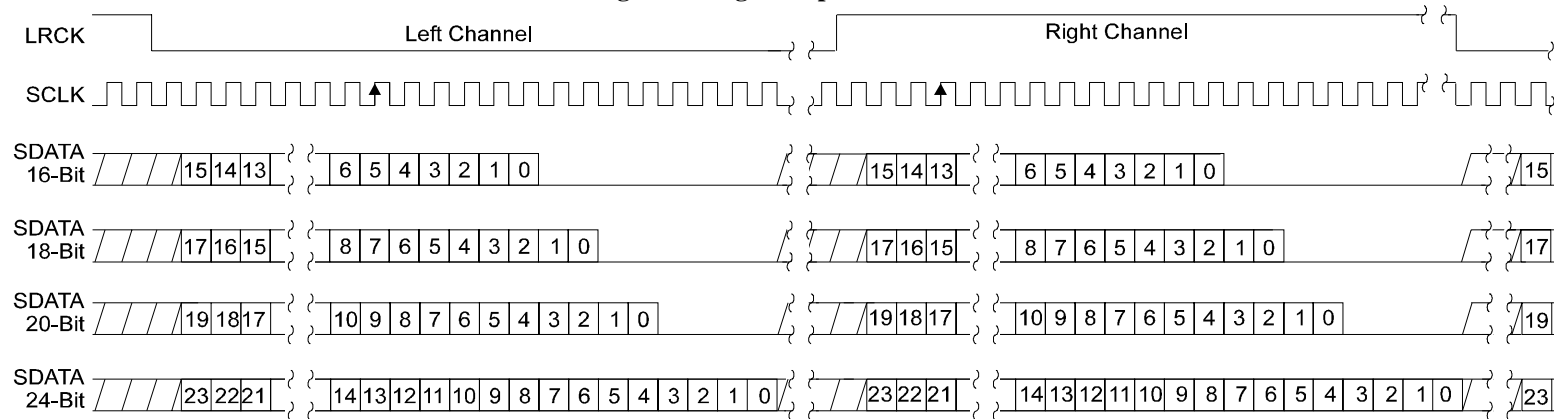 LRCK Left Channel Right Channel
SCLK
SDATA
16-Bit 15 14 13 6 5 4 3 2 1 0 15 14 13 6 5 4 3 2 1 0 15
SDATA
18-Bit 17 16 15 8 7 6 5 4 3 2 1 0 17 16 15 8 7 6 5 4 3 2 1 0 17
SDATA
20-Bit 19 18 17 10 9 8 7 6 5 4 3 2 1 0 19 18 17 10 9 8 7 6 5 4 3 2 1 0 19
SDATA
24-Bit 23 22 21 14 13 12 11 10 9 8 7 6 5 4 3 2 1 0 23 22 21 14 13 12 11 10 9 8 7 6 5 4 3 2 1 0 23